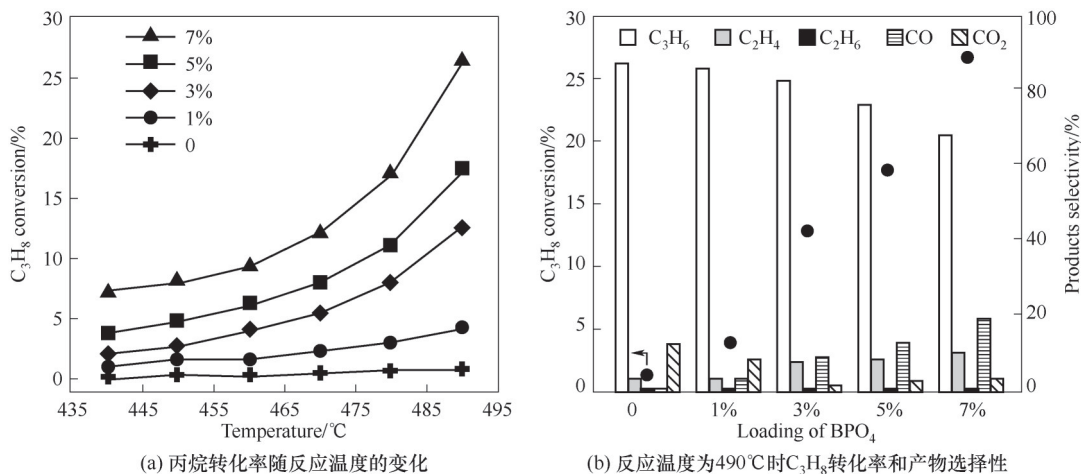 30
25
20
15
10
5
0
C₃H₈ conversion/%
7%
5%
3%
1%
0
435 445 455 465 475 485 495
Temperature/℃
(a) 丙烷转化率随反应温度的变化
30
25
20
15
10
5
0
C₃H₈ conversion/%
C₃H₆ C₂H₄ C₂H₆ CO CO₂
100
80
60
40
20
0
Products selectivity/%
0 1% 3% 5% 7%
Loading of BPO₄
(b) 反应温度为490℃时C₃H₈转化率和产物选择性